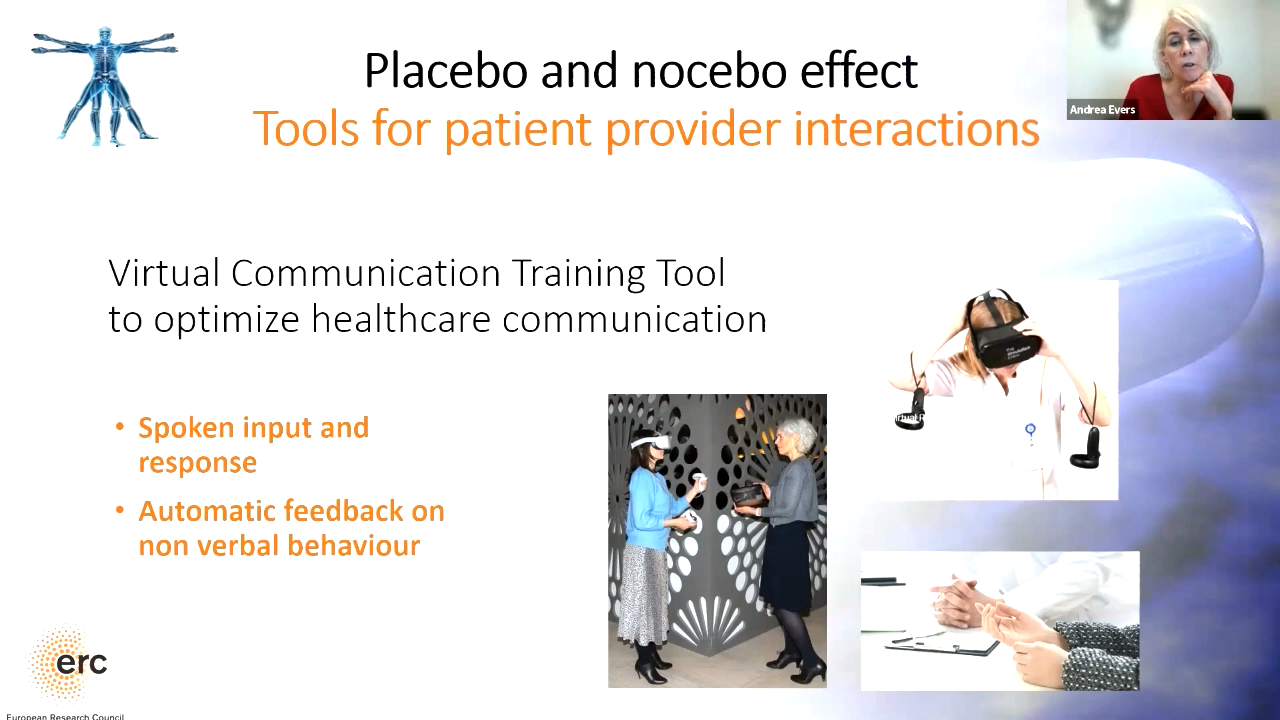 Placebo and nocebo effect
Tools for patient provider interactions
Andrea Evers
Virtual Communication Training Tool
to optimize healthcare communication
• Spoken input and
response
• Automatic feedback on
non verbal behaviour
erc
European Research Council